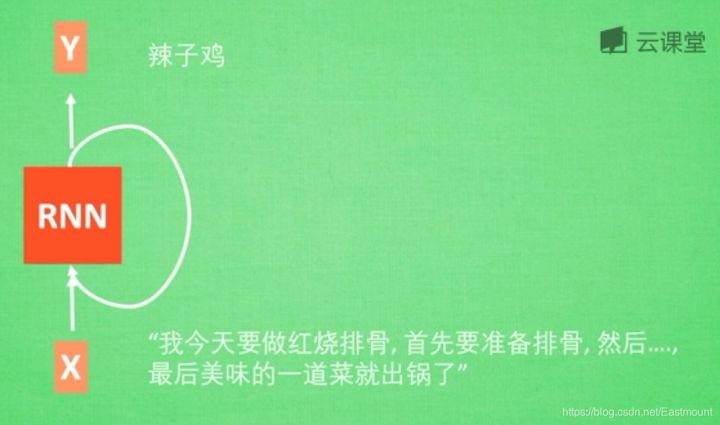 Y
辣子鸡
云课堂
RNN
X
“我今天要做红烧排骨, 首先要准备排骨, 然后....,
最后美味的一道菜就出锅了”
https://blog.csdn.net/Eastmount